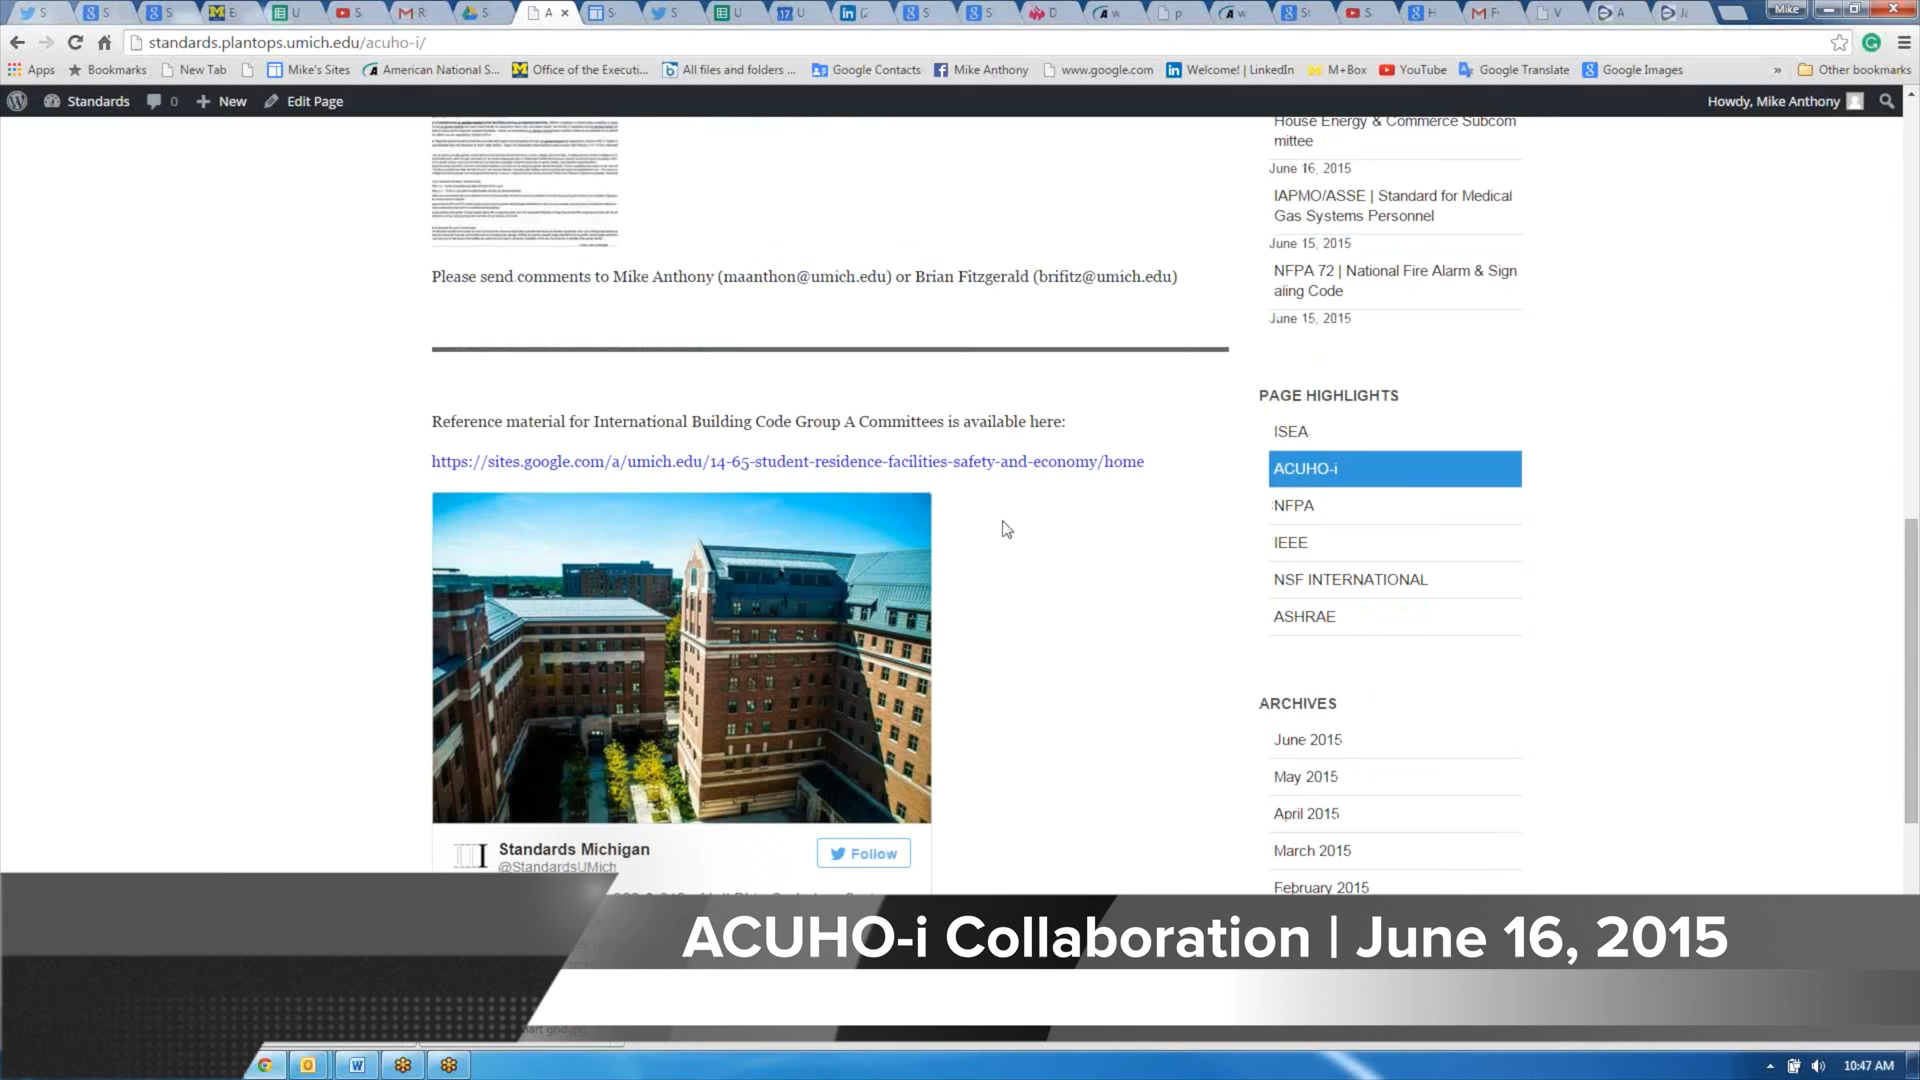 S
S
S
E
U
S
R
S
A
S
S
U
17 U
S
S
D
w
p
w
S
S
H
F
V
A
Mike
standards.plantops.umich.edu/acuho-i/
Apps
Bookmarks
New Tab
Mike's Sites
American National S...
Office of the Executi...
All files and folders ...
Google Contacts
Mike Anthony
www.google.com
Welcome! | LinkedIn
M+Box
YouTube
Google Translate
Google Images
»
Other bookmarks
Standards
0
New
Edit Page
Howdy, Mike Anthony
Please send comments to Mike Anthony (maanthon@umich.edu) or Brian Fitzgerald (brifitz@umich.edu)
Reference material for International Building Code Group A Committees is available here:
https://sites.google.com/a/umich.edu/14-65-student-residence-facilities-safety-and-economy/home
Standards Michigan
@StandardsUMich
Follow
House Energy & Commerce Subcom
mittee
June 16, 2015
IAPMO/ASSE | Standard for Medical
Gas Systems Personnel
June 15, 2015
NFPA 72 | National Fire Alarm & Sign
aling Code
June 15, 2015
PAGE HIGHLIGHTS
ISEA
ACUHO-i
NFPA
IEEE
NSF INTERNATIONAL
ASHRAE
ARCHIVES
June 2015
May 2015
April 2015
March 2015
February 2015
ACUHO-i Collaboration | June 16, 2015
10:47 AM